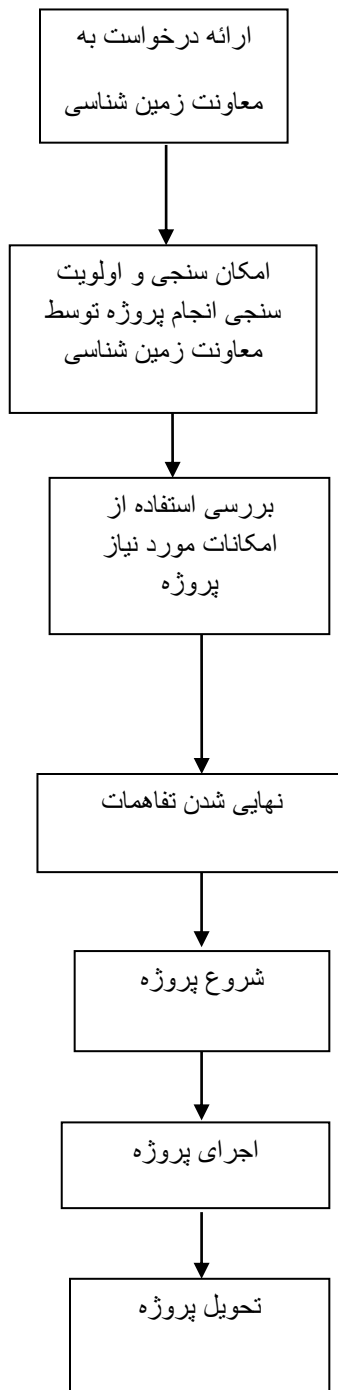 ارائه درخواست به
معاونت زمین شناسی
امکان سنجی و اولویت
سنجی انجام پروژه توسط
معاونت زمین شناسی
بررسی استفاده از
امکانات مورد نیاز
پروژه
نهایی شدن تفاهمات
شروع پروژه
اجرای پروژه
تحویل پروژه